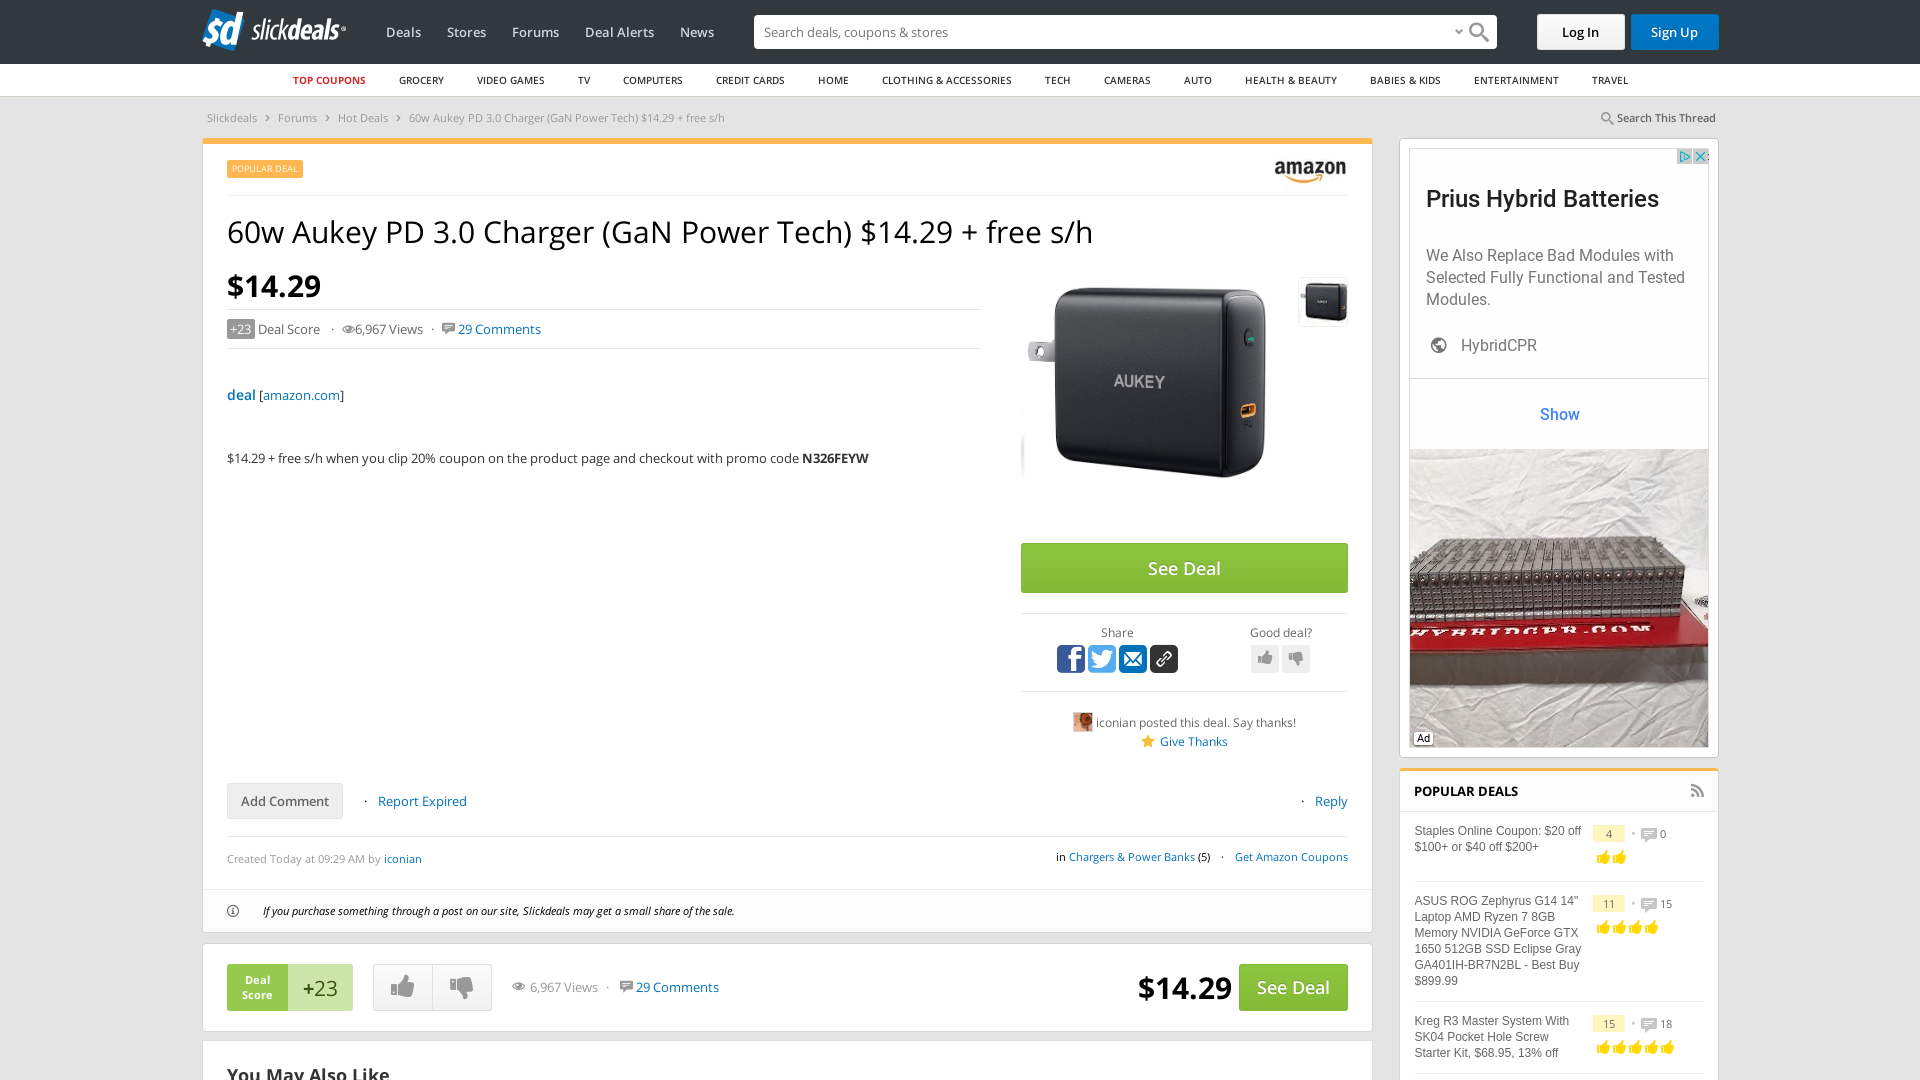 sd slickdeals
Deals
Stores
Forums
Deal Alerts
News
Search deals, coupons & stores
Log In
Sign Up
TOP COUPONS
GROCERY
VIDEO GAMES
TV
COMPUTERS
CREDIT CARDS
HOME
CLOTHING & ACCESSORIES
TECH
CAMERAS
AUTO
HEALTH & BEAUTY
BABIES & KIDS
ENTERTAINMENT
TRAVEL
Slickdeals › Forums › Hot Deals › 60w Aukey PD 3.0 Charger (GaN Power Tech) $14.29 + free s/h
Search This Thread
POPULAR DEAL
amazon
60w Aukey PD 3.0 Charger (GaN Power Tech) $14.29 + free s/h
$14.29
+23 Deal Score · 6,967 Views · 29 Comments
deal [amazon.com]
$14.29 + free s/h when you clip 20% coupon on the product page and checkout with promo code N326FEYW
AUKEY
AUKEY
See Deal
Share
Good deal?
iconian posted this deal. Say thanks!
Give Thanks
Add Comment
· Report Expired
· Reply
Created Today at 09:29 AM by iconian
in Chargers & Power Banks (5) · Get Amazon Coupons
If you purchase something through a post on our site, Slickdeals may get a small share of the sale.
Deal
Score
+23
6,967 Views · 29 Comments
$14.29
See Deal
You May Also Like
Prius Hybrid Batteries
We Also Replace Bad Modules with
Selected Fully Functional and Tested
Modules.
HybridCPR
Show
HYBRIDCPR.COM
Ad
POPULAR DEALS
Staples Online Coupon: $20 off
$100+ or $40 off $200+
4 • 0
ASUS ROG Zephyrus G14 14"
Laptop AMD Ryzen 7 8GB
Memory NVIDIA GeForce GTX
1650 512GB SSD Eclipse Gray
GA401IH-BR7N2BL - Best Buy
$899.99
11 • 15
Kreg R3 Master System With
SK04 Pocket Hole Screw
Starter Kit, $68.95, 13% off
15 • 18